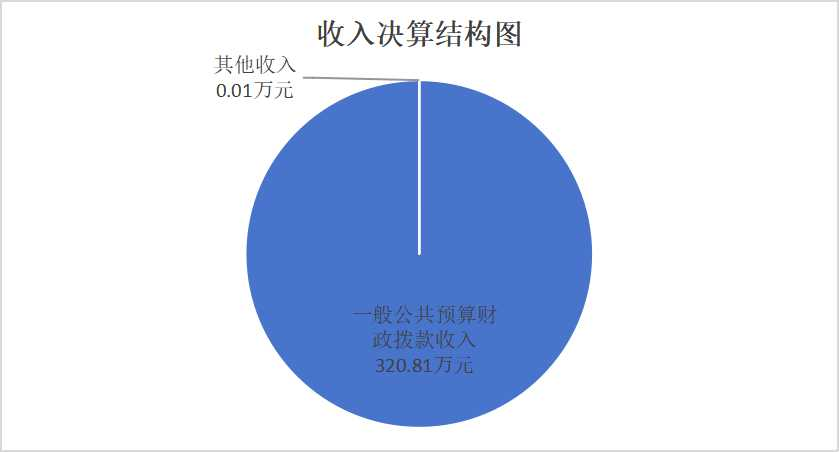 收入决算结构图
其他收入
0.01万元
一般公共预算财
政拨款收入
320.81万元